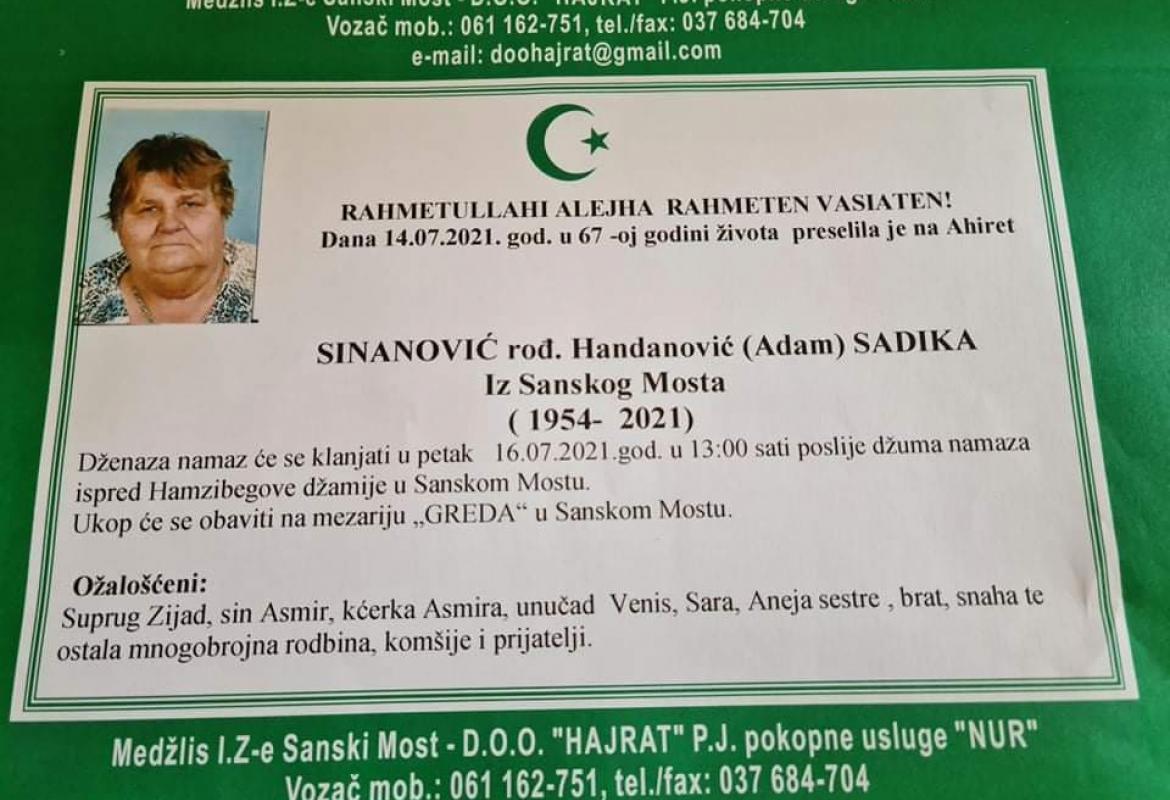 Medžlis I.Z-e Sanski Most - D.O.O. "HAJRAT" P.J. pokopne
Vozač mob.: 061 162-751, tel./fax: 037 684-704
e-mail: doohajrat@gmail.com
RAHMETULLAHI ALEJHA RAHMETEN VASIATEN!
Dana 14.07.2021. god. u 67 -oj godini života preselila je na Ahiret
SINANOVIĆ rođ. Handanović (Adam) SADIKA
Iz Sanskog Mosta
( 1954- 2021)
Dženaza namaz će se klanjati u petak 16.07.2021.god. u 13:00 sati poslije džuma namaza
ispred Hamzibegove džamije u Sanskom Mostu.
Ukop će se obaviti na mezariju „GREDA“ u Sanskom Mostu.
Ožalošćeni:
Suprug Zijad, sin Asmir, kćerka Asmira, unučad Venis, Sara, Aneja sestre , brat, snaha te
ostala mnogobrojna rodbina, komšije i prijatelji.
Medžlis I.Z-e Sanski Most - D.O.O. "HAJRAT" P.J. pokopne usluge "NUR"
Vozač mob.: 061 162-751, tel./fax: 037 684-704